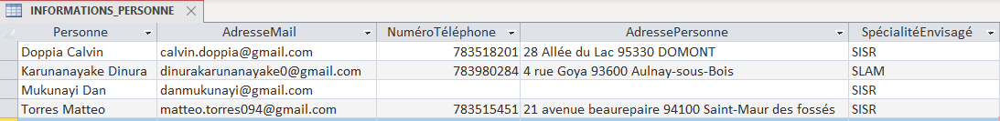 INFORMATIONS_PERSONNE
Personne AdresseMail NuméroTéléphone AdressePersonne SpécialitéEnvisagé
Doppia Calvin calvin.doppia@gmail.com 783518201 28 Allée du Lac 95330 DOMONT SISR
Karunanayake Dinura dinurakarunanayake0@gmail.com 783980284 4 rue Goya 93600 Aulnay-sous-Bois SLAM
Mukunayi Dan danmukunayi@gmail.com SISR
Torres Matteo matteo.torres094@gmail.com 783515451 21 avenue beaurepaire 94100 Saint-Maur des fossés SISR